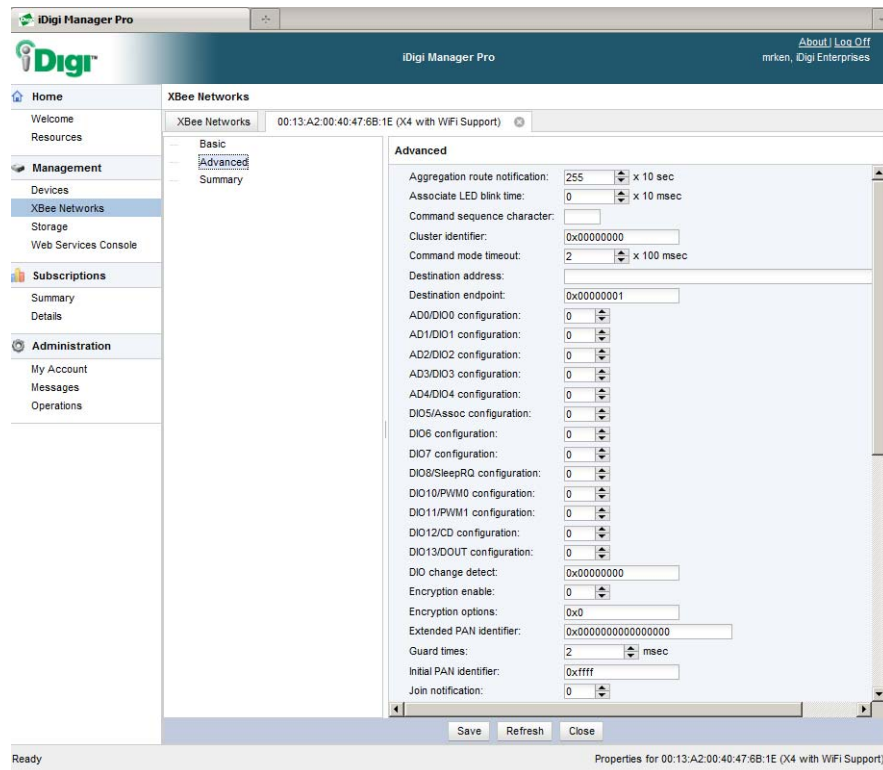 iDigi Manager Pro
iDigi™
iDigi Manager Pro
About | Log Off
mrken, iDigi Enterprises
Home
Welcome
Resources
Management
Devices
XBee Networks
Storage
Web Services Console
Subscriptions
Summary
Details
Administration
My Account
Messages
Operations
XBee Networks
XBee Networks
00:13:A2:00:40:47:6B:1E (X4 with WiFi Support)
Basic
Advanced
Summary
Advanced
Aggregation route notification: 255 x 10 sec
Associate LED blink time: 0 x 10 msec
Command sequence character:
Cluster identifier: 0x00000000
Command mode timeout: 2 x 100 msec
Destination address:
Destination endpoint: 0x00000001
AD0/DIO0 configuration: 0
AD1/DIO1 configuration: 0
AD2/DIO2 configuration: 0
AD3/DIO3 configuration: 0
AD4/DIO4 configuration: 0
DIO5/Assoc configuration: 0
DIO6 configuration: 0
DIO7 configuration: 0
DIO8/SleepRQ configuration: 0
DIO10/PWM0 configuration: 0
DIO11/PWM1 configuration: 0
DIO12/CD configuration: 0
DIO13/DOUT configuration: 0
DIO change detect: 0x00000000
Encryption enable: 0
Encryption options: 0x0
Extended PAN identifier: 0x0000000000000000
Guard times: 2 msec
Initial PAN identifier: 0xffff
Join notification: 0
Save
Refresh
Close
Ready
Properties for 00:13:A2:00:40:47:6B:1E (X4 with WiFi Support)